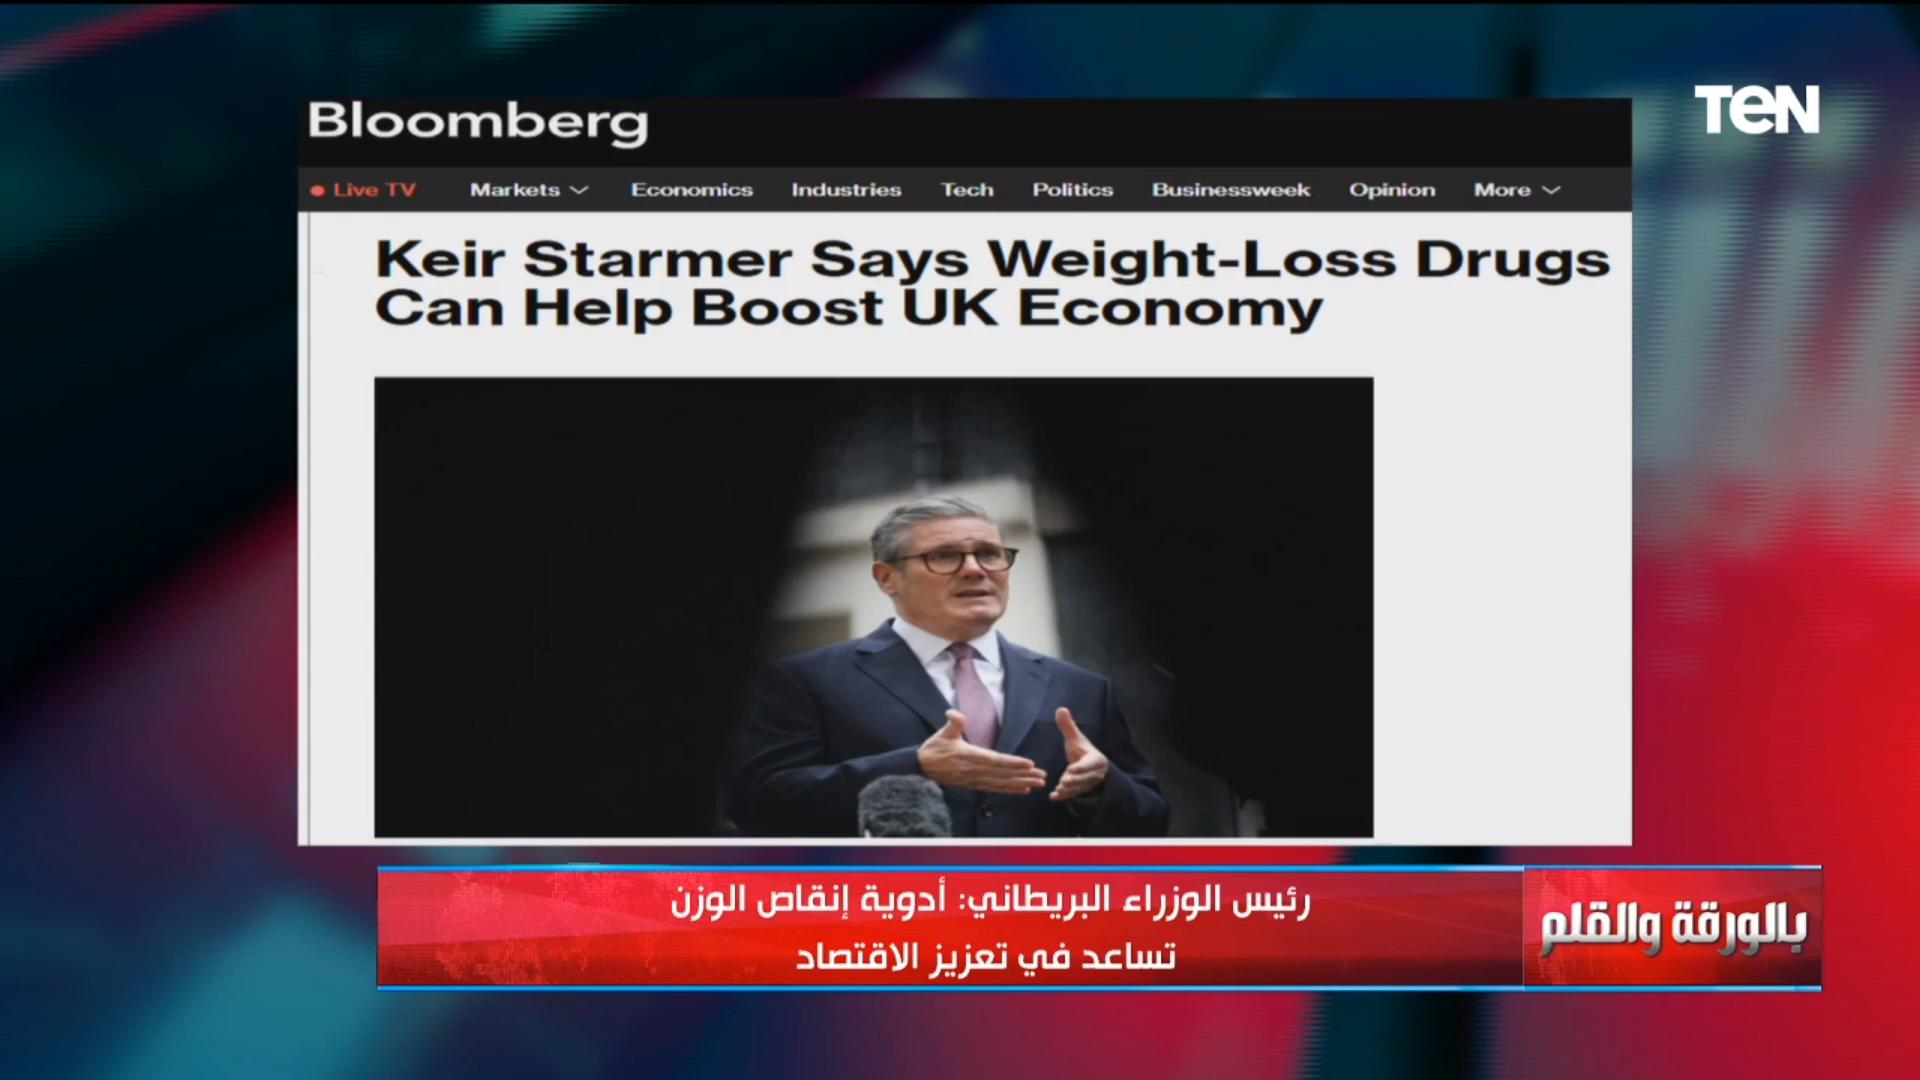 TEN
Bloomberg
Live TV Markets Economics Industries Tech Politics Businessweek Opinion More
Keir Starmer Says Weight-Loss Drugs
Can Help Boost UK Economy
رئيس الوزراء البريطاني: أدوية إنقاص الوزن
تساعد في تعزيز الاقتصاد
بالورقة والقلم